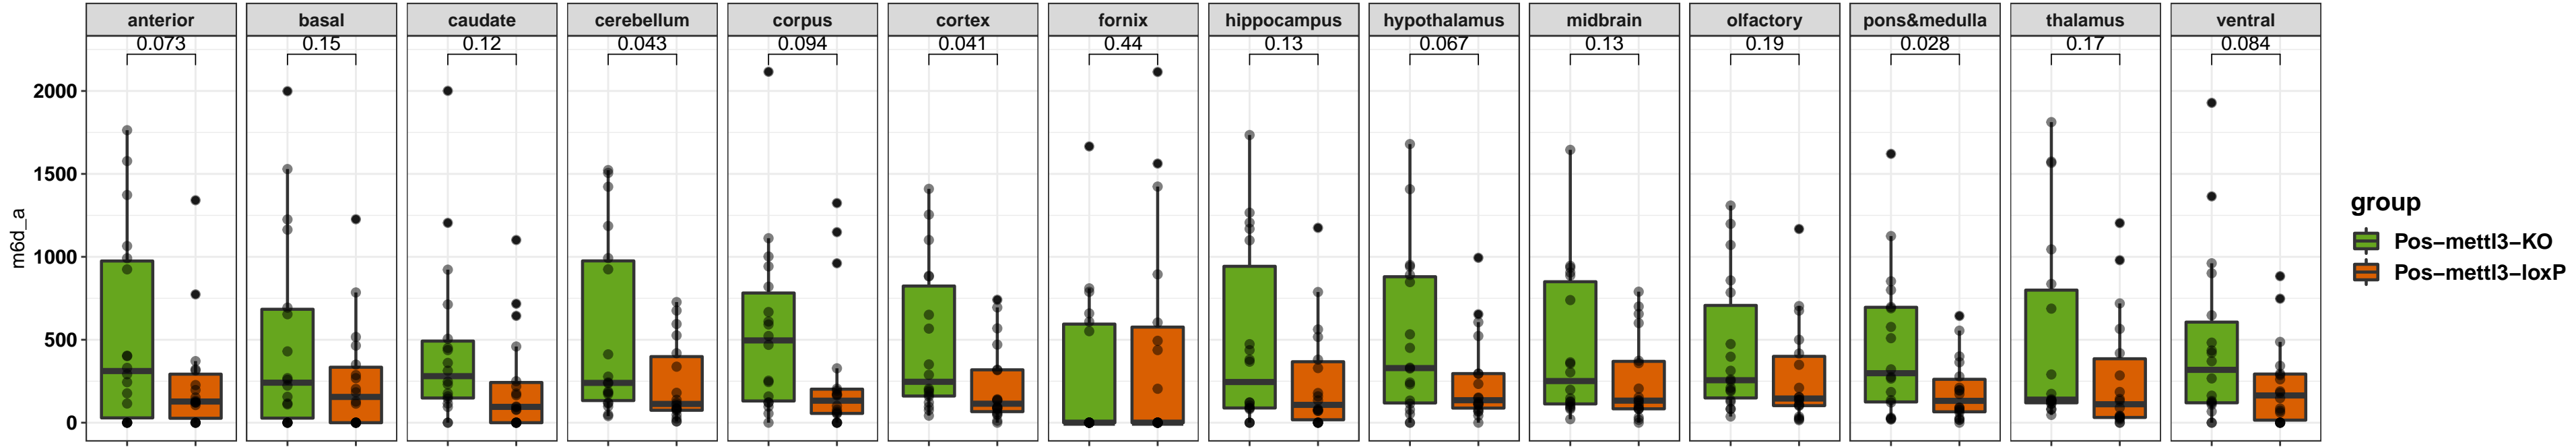 anterior basal caudate cerebellum corpus cortex fornix hippocampus hypothalamus midbrain olfactory pons&medulla thalamus ventral
0.073 0.15 0.12 0.043 0.094 0.041 0.44 0.13 0.067 0.13 0.19 0.028 0.17 0.084
2000
1500
1000
500
0
m6d_a
group
Pos−mettl3−KO
Pos−mettl3−loxP